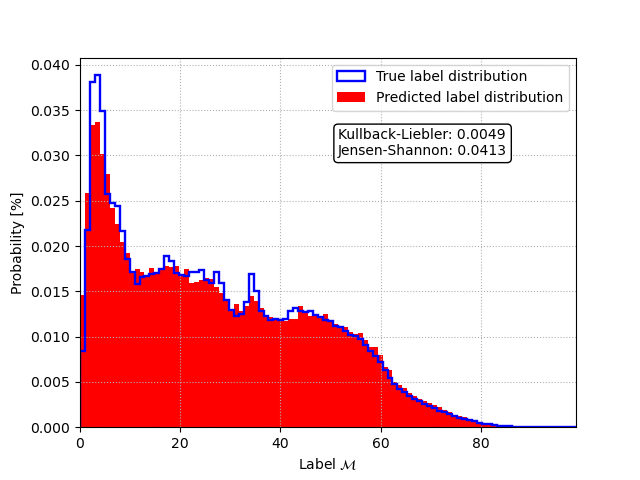 True label distribution
Predicted label distribution
Kullback-Liebler: 0.0049
Jensen-Shannon: 0.0413
Probability [%]
0.040
0.035
0.030
0.025
0.020
0.015
0.010
0.005
0.000
0 20 40 60 80
Label ℳ